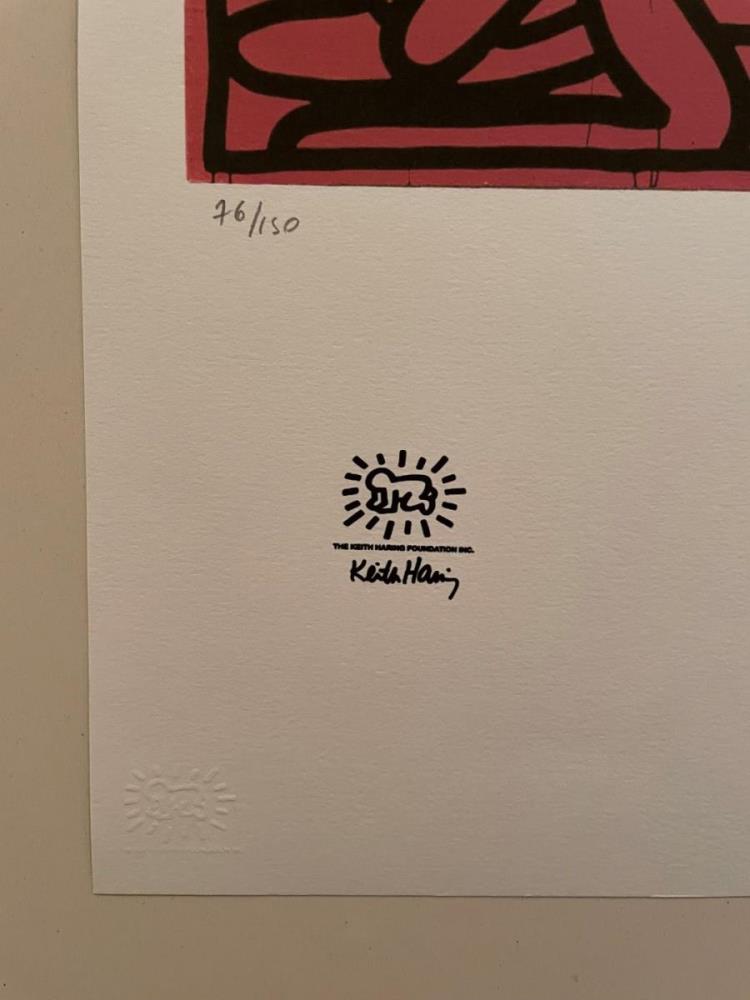 76/150
THE KEITH HARING FOUNDATION INC.
Keith Haring